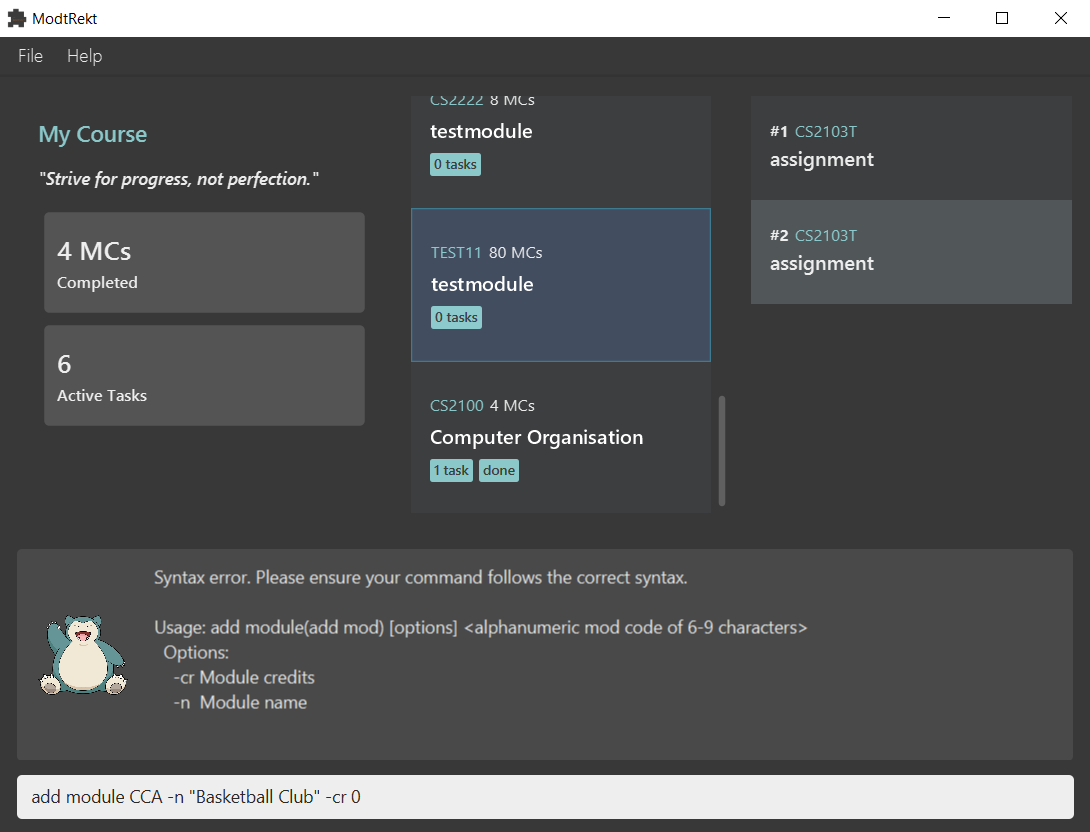 ModtRekt
File Help
My Course
"Strive for progress, not perfection."
4 MCs
Completed
6
Active Tasks
CS2222 8 MCs
testmodule
0 tasks
TEST11 80 MCs
testmodule
0 tasks
CS2100 4 MCs
Computer Organisation
1 task done
#1 CS2103T
assignment
#2 CS2103T
assignment
Syntax error. Please ensure your command follows the correct syntax.
Usage: add module(add mod) [options] <alphanumeric mod code of 6-9 characters>
Options:
-cr Module credits
-n Module name
add module CCA -n "Basketball Club" -cr 0